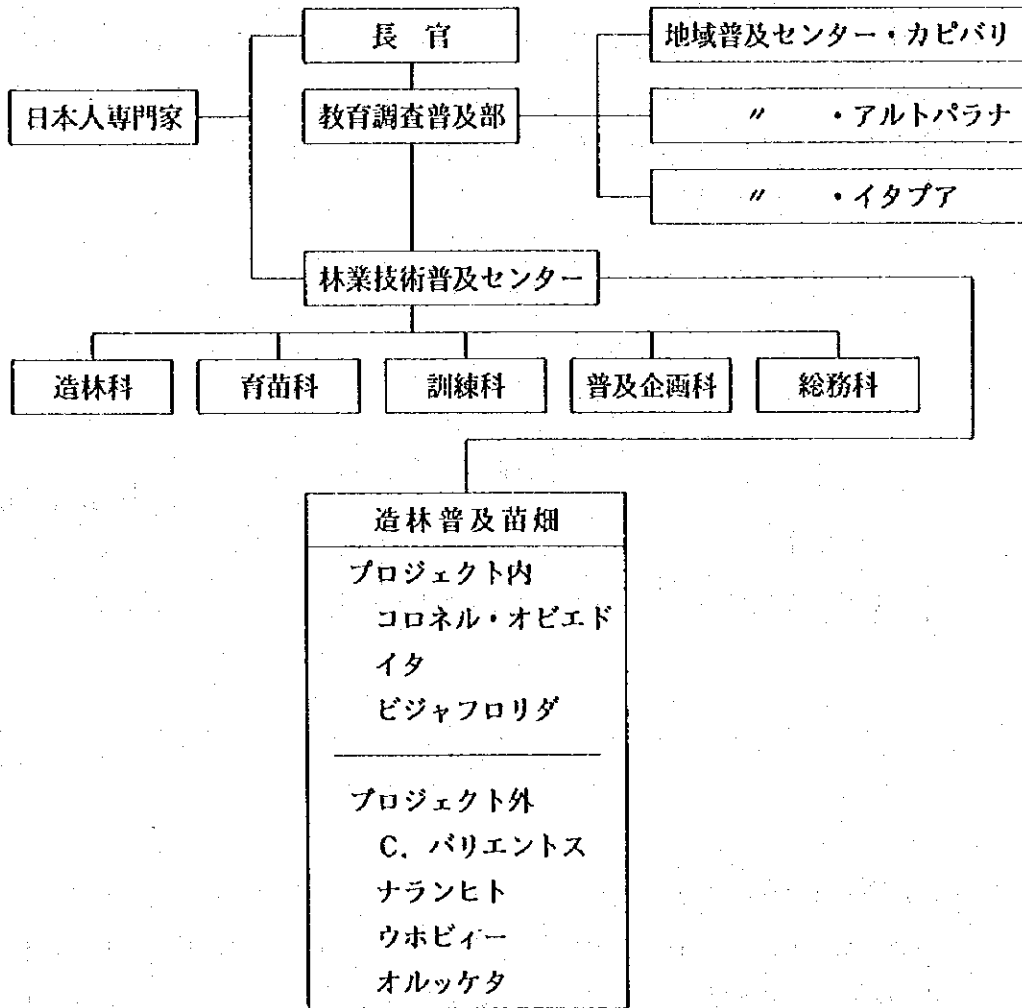 長官
地域普及センター・カピバリ
日本人専門家
教育調査普及部
〃 ・アルトパラナ
〃 ・イタプア
林業技術普及センター
造林科
育苗科
訓練科
普及企画科
総務科
造林普及苗畑
プロジェクト内
コロネル・オビエド
イタ
ビジャフロリダ
プロジェクト外
C. バリエントス
ナランヒト
ウホビィー
オルッケタ